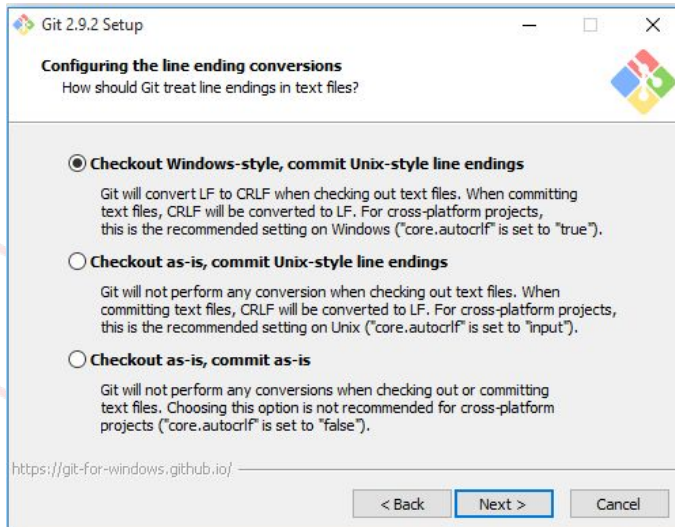 Git 2.9.2 Setup
Configuring the line ending conversions
How should Git treat line endings in text files?
Checkout Windows-style, commit Unix-style line endings
Git will convert LF to CRLF when checking out text files. When committing
text files, CRLF will be converted to LF. For cross-platform projects,
this is the recommended setting on Windows ("core.autocrlf" is set to "true").
Checkout as-is, commit Unix-style line endings
Git will not perform any conversion when checking out text files. When
committing text files, CRLF will be converted to LF. For cross-platform projects,
this is the recommended setting on Unix ("core.autocrlf" is set to "input").
Checkout as-is, commit as-is
Git will not perform any conversions when checking out or committing
text files. Choosing this option is not recommended for cross-platform
projects ("core.autocrlf" is set to "false").
https://git-for-windows.github.io/
< Back Next > Cancel